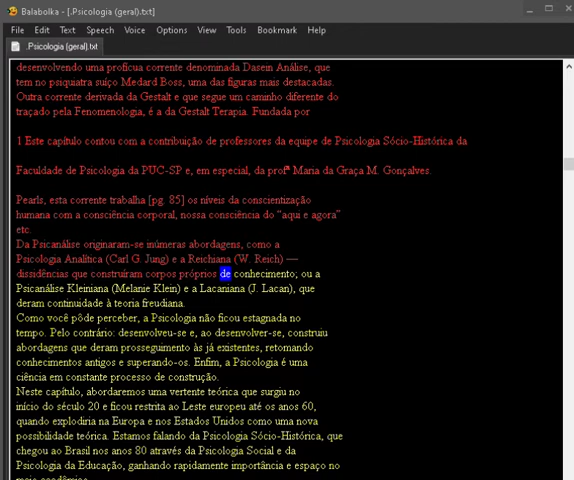 Balabolka - [.Psicologia (geral).txt]
File Edit Text Speech Voice Options View Tools Bookmark Help
.Psicologia (geral).txt
desenvolvendo uma profícua corrente denominada Dasein Análise, que
tem no psiquiatra suíço Medard Boss, uma das figuras mais destacadas.
Outra corrente derivada da Gestalt e que segue um caminho diferente do
traçado pela Fenomenologia, é a da Gestalt Terapia. Fundada por
1 Este capítulo contou com a contribuição de professores da equipe de Psicologia Sócio-Histórica da
Faculdade de Psicologia da PUC-SP e, em especial, da profª Maria da Graça M. Gonçalves.
Pearls, esta corrente trabalha [pg. 85] os níveis da conscientização
humana com a consciência corporal, nossa consciência do "aqui e agora"
etc.
Da Psicanálise originaram-se inúmeras abordagens, como a
Psicologia Analítica (Carl G. Jung) e a Reichiana (W. Reich) —
dissidências que construíram corpos próprios de conhecimento; ou a
Psicanálise Kleiniana (Melanie Klein) e a Lacaniana (J. Lacan), que
deram continuidade à teoria freudiana.
Como você pôde perceber, a Psicologia não ficou estagnada no
tempo. Pelo contrário: desenvolveu-se e, ao desenvolver-se, construiu
abordagens que deram prosseguimento às já existentes, retomando
conhecimentos antigos e superando-os. Enfim, a Psicologia é uma
ciência em constante processo de construção.
Neste capítulo, abordaremos uma vertente teórica que surgiu no
início do século 20 e ficou restrita ao Leste europeu até os anos 60,
quando explodiria na Europa e nos Estados Unidos como uma nova
possibilidade teórica. Estamos falando da Psicologia Sócio-Histórica, que
chegou ao Brasil nos anos 80 através da Psicologia Social e da
Psicologia da Educação, ganhando rapidamente importância e espaço no